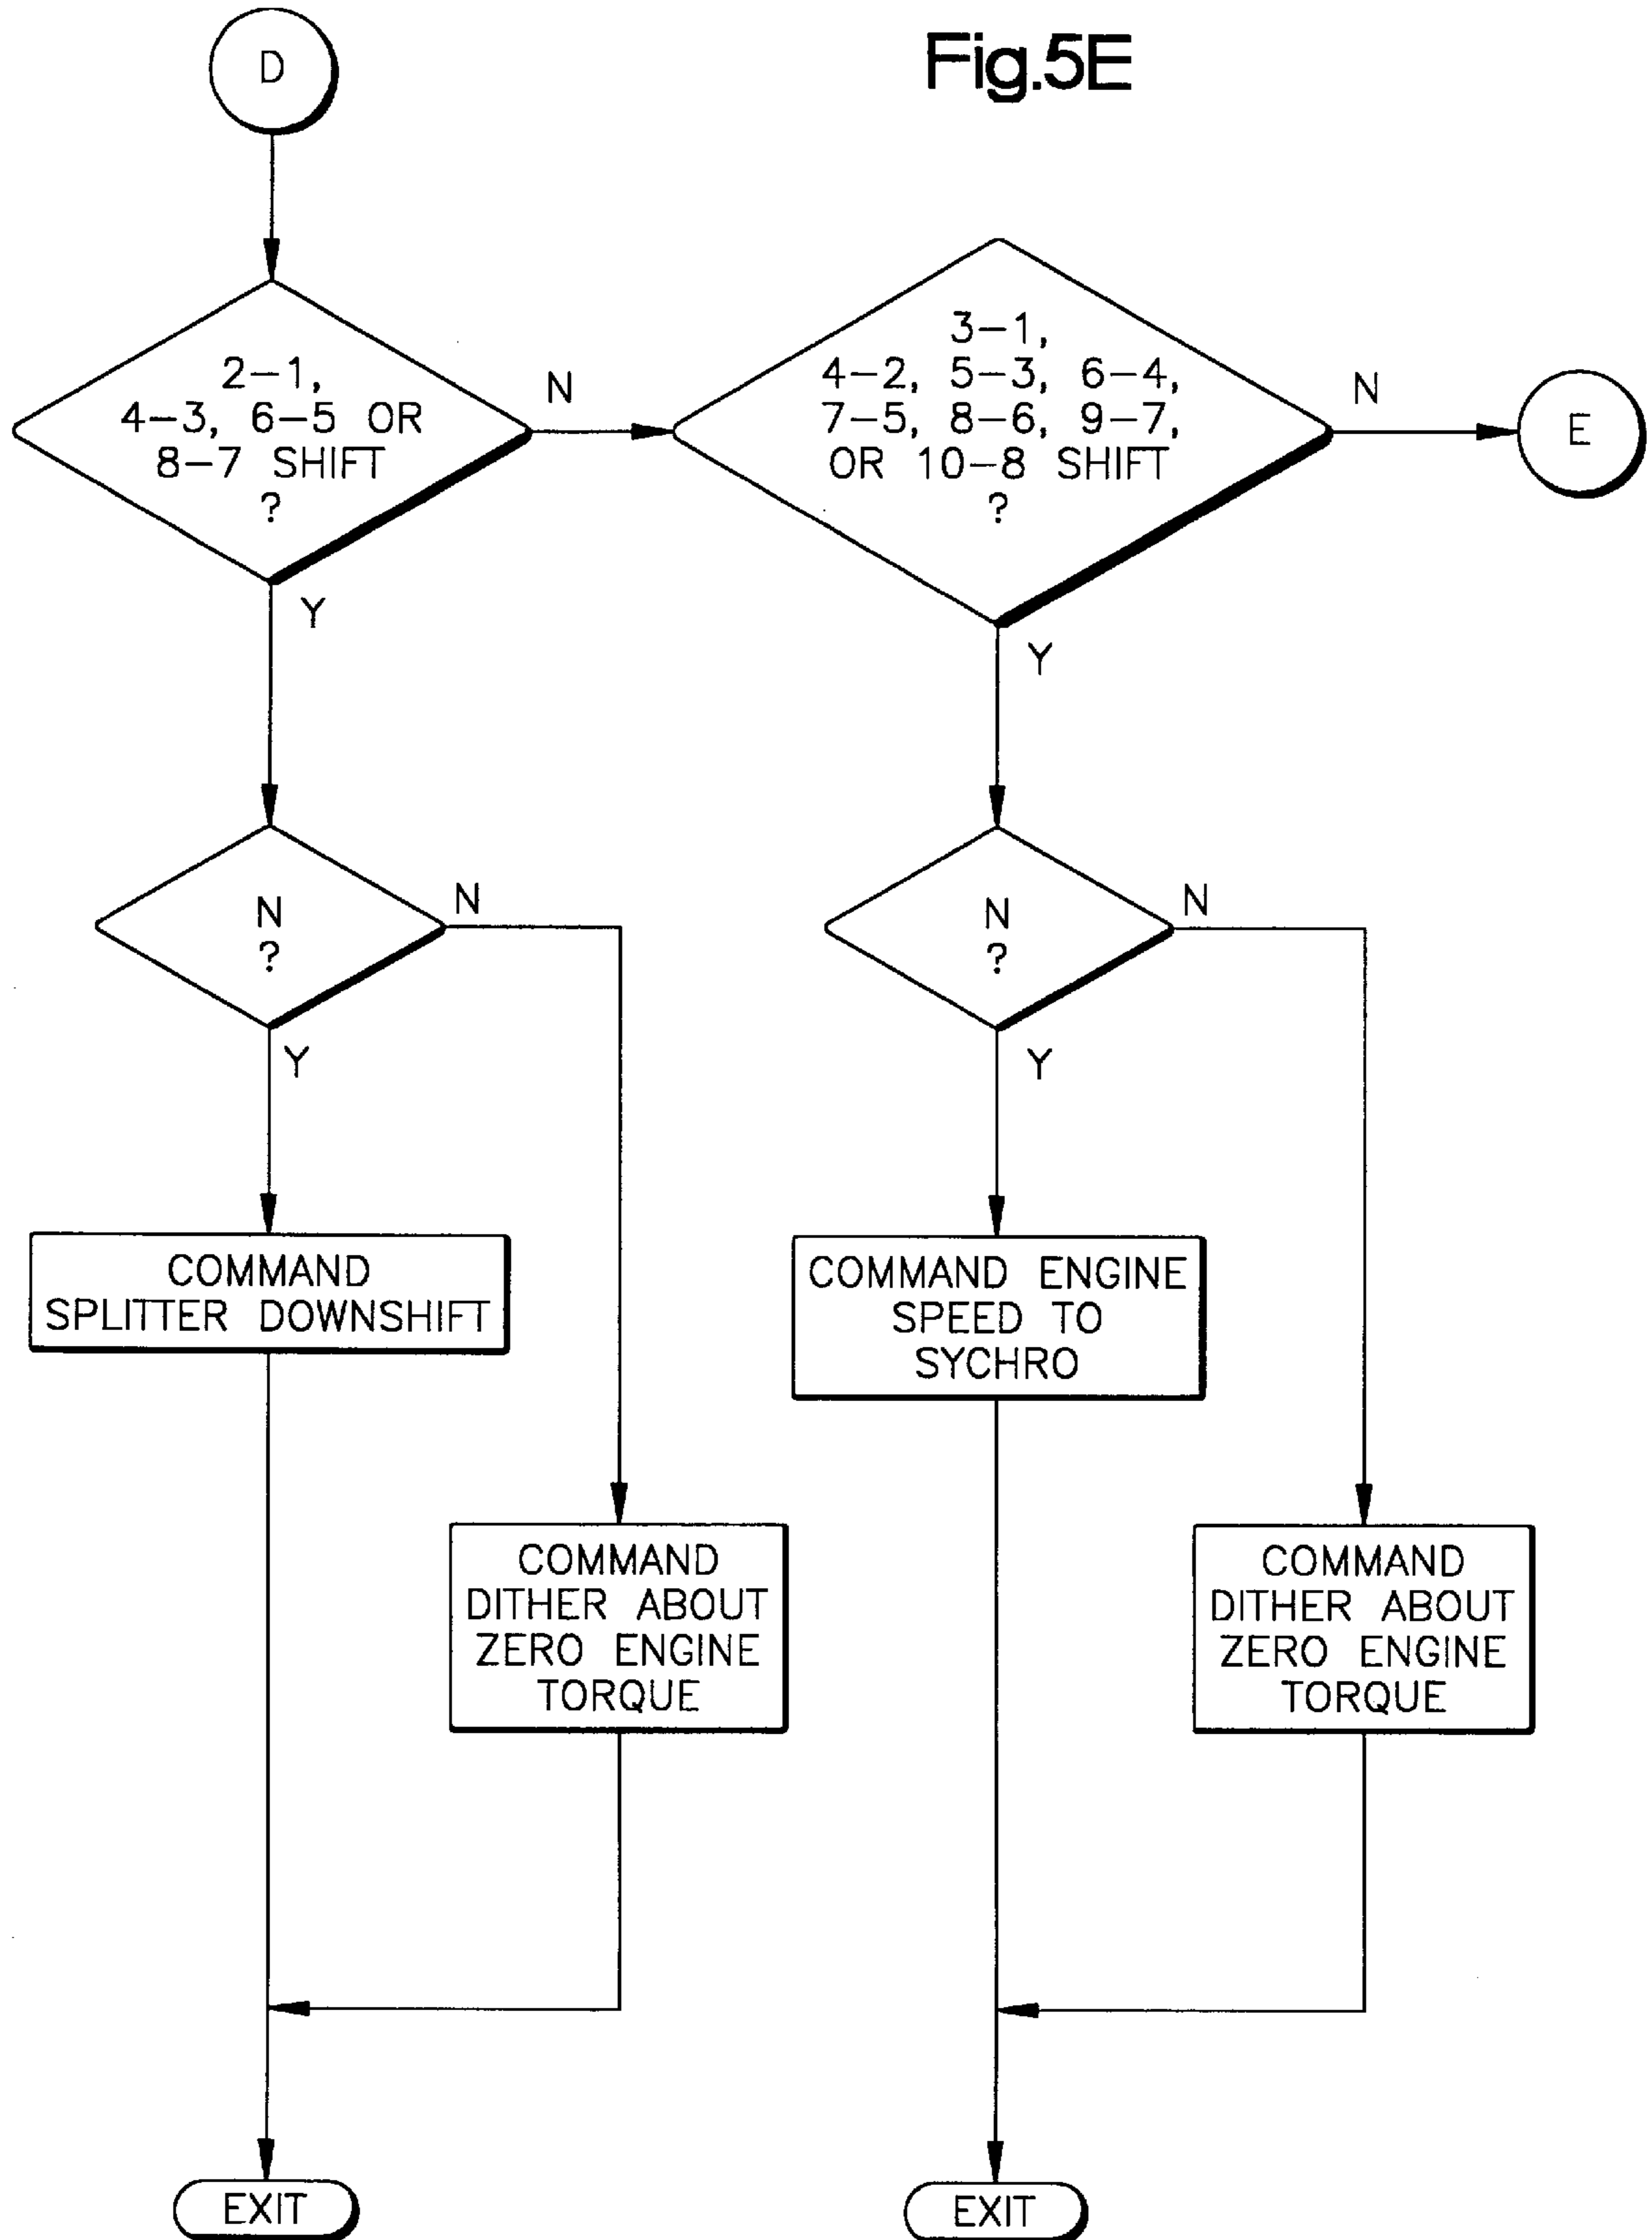 Fig.5E
D
2-1,
4-3, 6-5 OR
8-7 SHIFT
?
N
Y
3-1,
4-2, 5-3, 6-4,
7-5, 8-6, 9-7,
OR 10-8 SHIFT
?
N
Y
E
N
?
N
Y
N
?
N
Y
COMMAND
SPLITTER DOWNSHIFT
COMMAND ENGINE
SPEED TO
SYCHRO
COMMAND
DITHER ABOUT
ZERO ENGINE
TORQUE
COMMAND
DITHER ABOUT
ZERO ENGINE
TORQUE
EXIT
EXIT